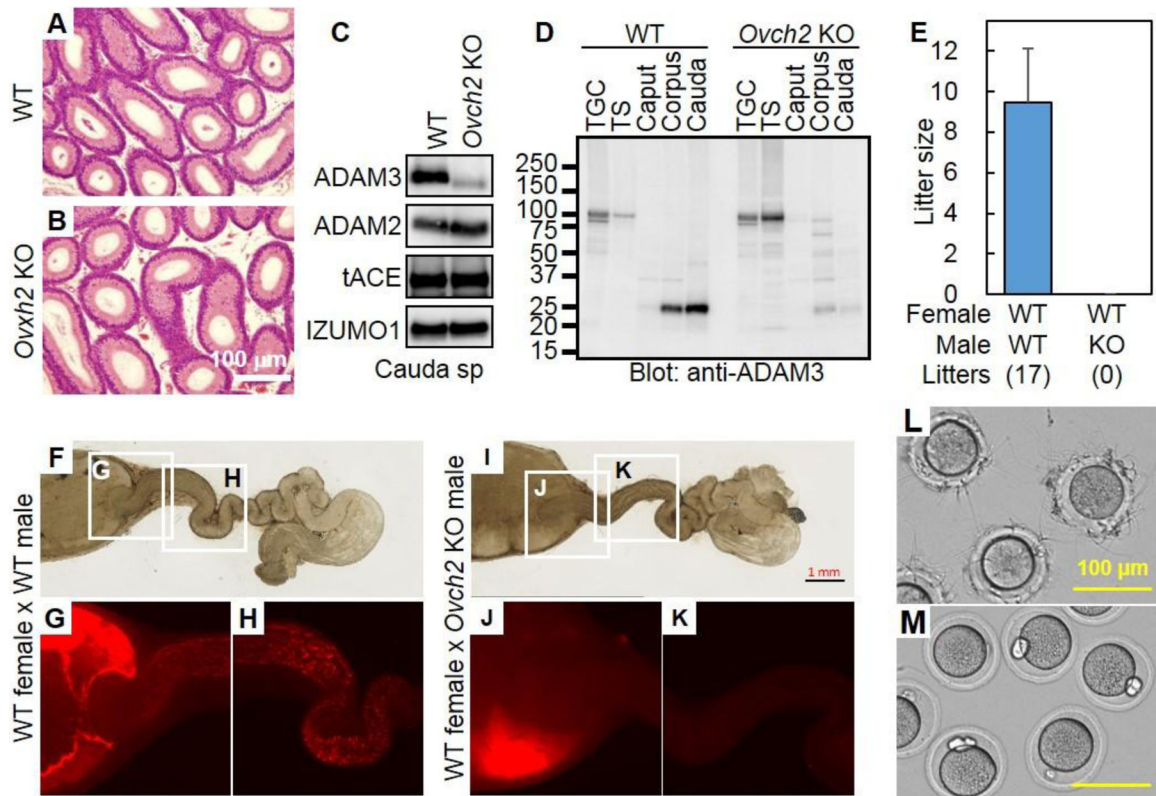 A
WT
B
Ovxh2 KO
100 µm
C
WT
Ovch2 KO
ADAM3
ADAM2
tACE
IZUMO1
Cauda sp
D
WT
Ovch2 KO
TGC
TS
Caput
Corpus
Cauda
TGC
TS
Caput
Corpus
Cauda
250
150
100
75
50
37
25
20
15
Blot: anti-ADAM3
E
Litter size
12
10
8
6
4
2
0
Female WT WT
Male WT KO
Litters (17) (0)
WT female x WT male
F
G
H
G
H
WT female x Ovch2 KO male
I
J
K
1 mm
J
K
L
100 µm
M